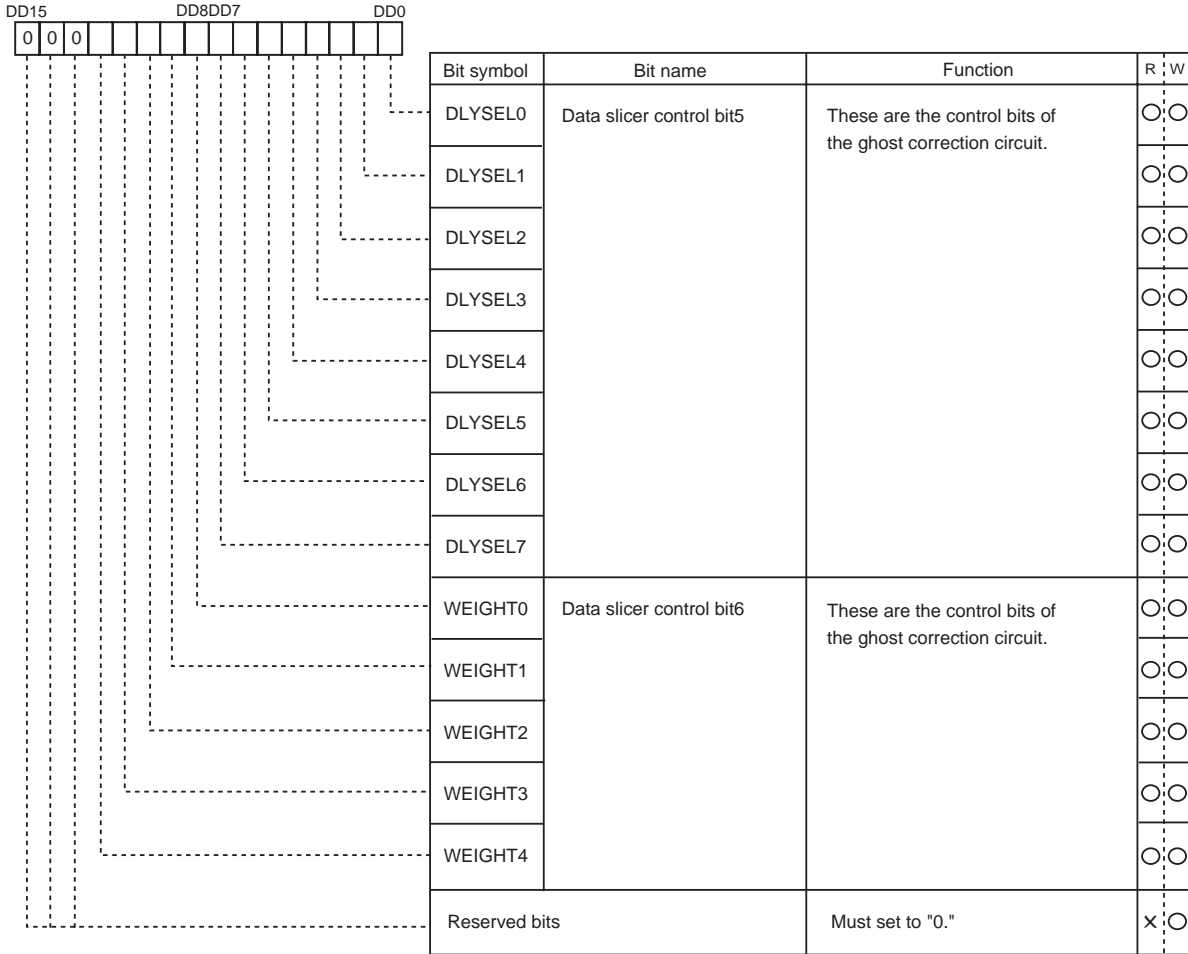 DD15 DD8DD7 DD0
0 0 0
Bit symbol Bit name Function R W
DLYSEL0 Data slicer control bit5 These are the control bits of
the ghost correction circuit.
DLYSEL1
DLYSEL2
DLYSEL3
DLYSEL4
DLYSEL5
DLYSEL6
DLYSEL7
WEIGHT0 Data slicer control bit6 These are the control bits of
the ghost correction circuit.
WEIGHT1
WEIGHT2
WEIGHT3
WEIGHT4
Reserved bits Must set to "0."